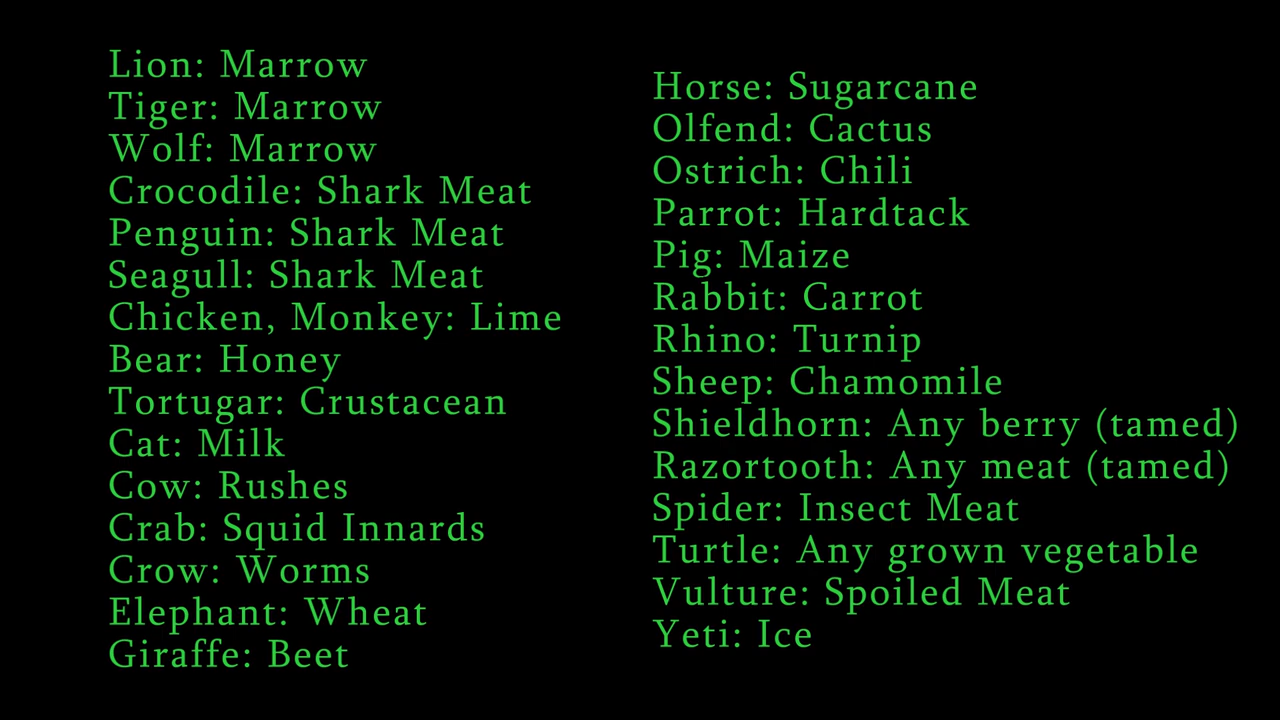 Lion: Marrow
Tiger: Marrow
Wolf: Marrow
Crocodile: Shark Meat
Penguin: Shark Meat
Seagull: Shark Meat
Chicken, Monkey: Lime
Bear: Honey
Tortugar: Crustacean
Cat: Milk
Cow: Rushes
Crab: Squid Innards
Crow: Worms
Elephant: Wheat
Giraffe: Beet
Horse: Sugarcane
Olfend: Cactus
Ostrich: Chili
Parrot: Hardtack
Pig: Maize
Rabbit: Carrot
Rhino: Turnip
Sheep: Chamomile
Shieldhorn: Any berry (tamed)
Razortooth: Any meat (tamed)
Spider: Insect Meat
Turtle: Any grown vegetable
Vulture: Spoiled Meat
Yeti: Ice